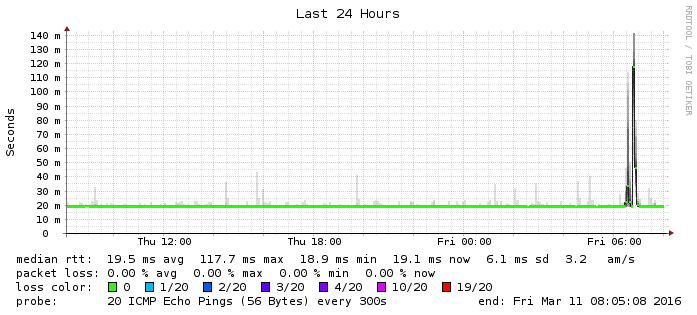 Last 24 Hours
RRDTOOL / TOBI OETIKER
Seconds
140 m
130 m
120 m
110 m
100 m
90 m
80 m
70 m
60 m
50 m
40 m
30 m
20 m
10 m
0
Thu 12:00 Thu 18:00 Fri 00:00 Fri 06:00
median rtt: 19.5 ms avg 117.7 ms max 18.9 ms min 19.1 ms now 6.1 ms sd 3.2 am/s
packet loss: 0.00 % avg 0.00 % max 0.00 % min 0.00 % now
loss color: 0 1/20 2/20 3/20 4/20 10/20 19/20
probe: 20 ICMP Echo Pings (56 Bytes) every 300s end: Fri Mar 11 08:05:08 2016